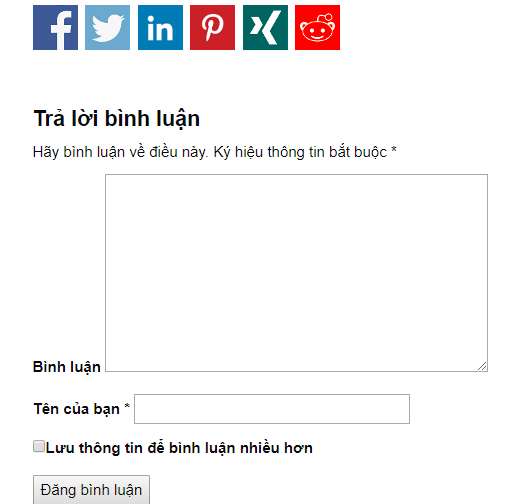 Trả lời bình luận
Hãy bình luận về điều này. Ký hiệu thông tin bắt buộc *
Bình luận
Tên của bạn *
Lưu thông tin để bình luận nhiều hơn
Đăng bình luận